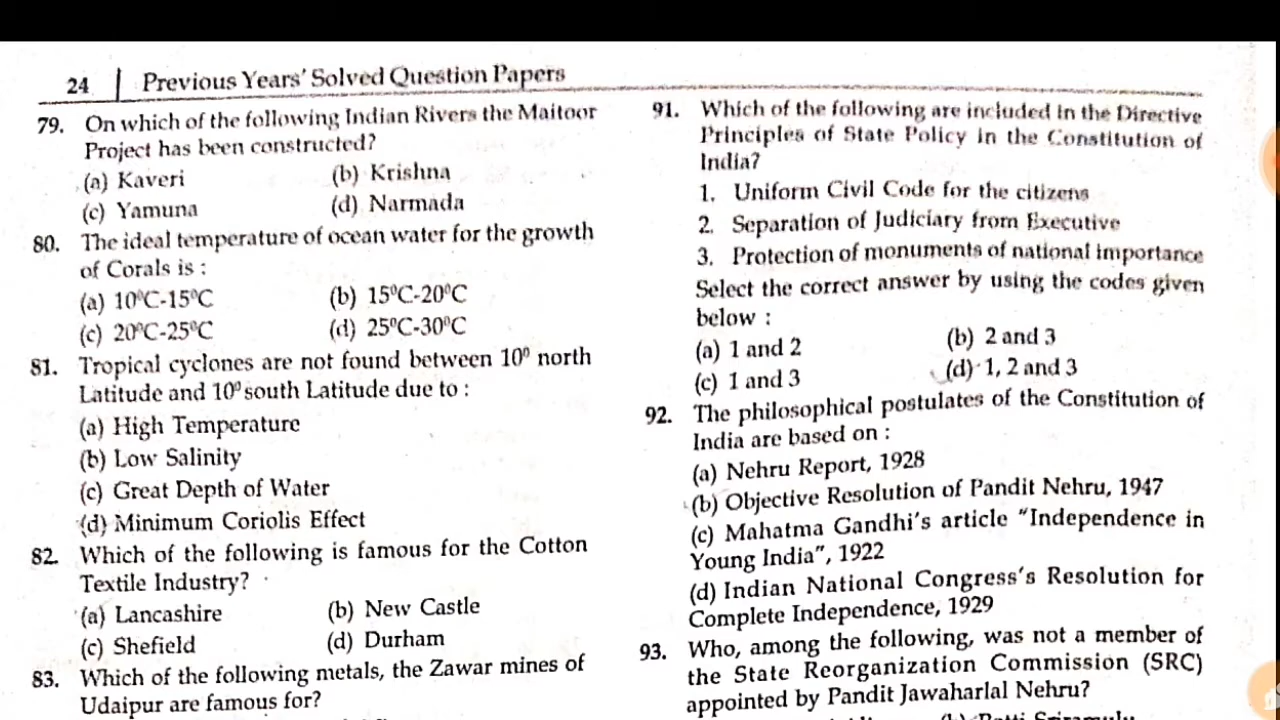 24 | Previous Years' Solved Question Papers
79. On which of the following Indian Rivers the Maitoor
Project has been constructed?
(a) Kaveri (b) Krishna
(c) Yamuna (d) Narmada
80. The ideal temperature of ocean water for the growth
of Corals is :
(a) 10⁰C-15⁰C (b) 15⁰C-20⁰C
(c) 20⁰C-25⁰C (d) 25⁰C-30⁰C
81. Tropical cyclones are not found between 10⁰ north
Latitude and 10⁰ south Latitude due to :
(a) High Temperature
(b) Low Salinity
(c) Great Depth of Water
(d) Minimum Coriolis Effect
82. Which of the following is famous for the Cotton
Textile Industry?
(a) Lancashire (b) New Castle
(c) Shefield (d) Durham
83. Which of the following metals, the Zawar mines of
Udaipur are famous for?
91. Which of the following are included in the Directive
Principles of State Policy in the Constitution of
India?
1. Uniform Civil Code for the citizens
2. Separation of Judiciary from Executive
3. Protection of monuments of national importance
Select the correct answer by using the codes given
below :
(a) 1 and 2 (b) 2 and 3
(c) 1 and 3 (d) 1, 2 and 3
92. The philosophical postulates of the Constitution of
India are based on :
(a) Nehru Report, 1928
(b) Objective Resolution of Pandit Nehru, 1947
(c) Mahatma Gandhi's article "Independence in
Young India", 1922
(d) Indian National Congress's Resolution for
Complete Independence, 1929
93. Who, among the following, was not a member of
the State Reorganization Commission (SRC)
appointed by Pandit Jawaharlal Nehru?